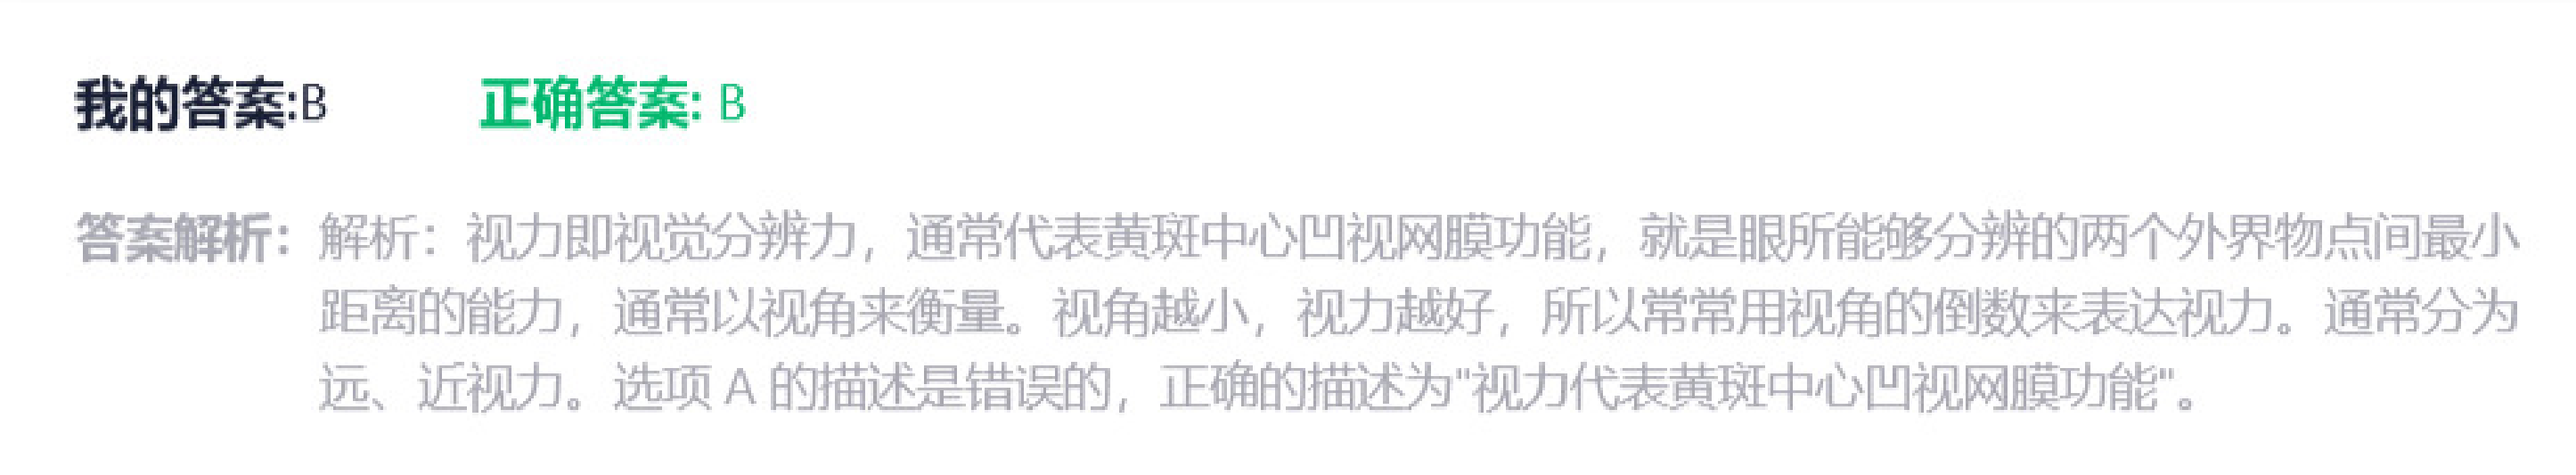 我的答案:B 正确答案: B
答案解析： 解析：视力即视觉分辨力，通常代表黄斑中心凹视网膜功能，就是眼所能够分辨的两个外界物点间最小
距离的能力，通常以视角来衡量。视角越小，视力越好，所以常常用视角的倒数来表达视力。通常分为
远、近视力。选项 A 的描述是错误的，正确的描述为"视力代表黄斑中心凹视网膜功能"。